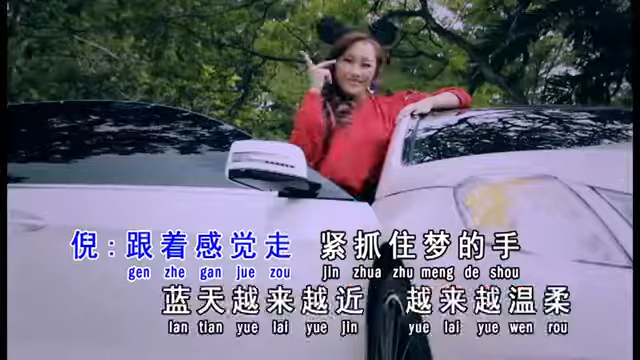 倪：跟着感觉走 紧抓住梦的手
gen zhe gan jue zou jin zhua zhu meng de shou
蓝天越来越近 越来越温柔
lan tian yue lai yue jin yue lai yue wen rou